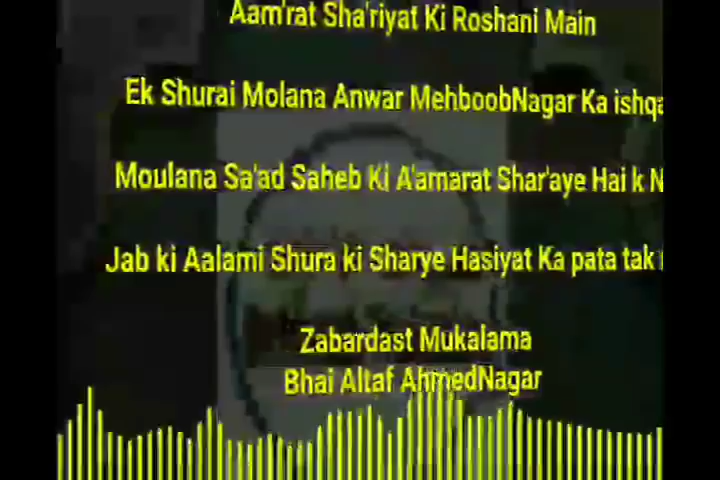 Aam'rat Sha'riyat Ki Roshani Main
Ek Shurai Molana Anwar MehboobNagar Ka ishqa
Moulana Sa'ad Saheb Ki A'amarat Shar'aye Hai k N
Jab ki Aalami Shura ki Sharye Hasiyat Ka pata tak
Zabardast Mukalama
Bhai Altaf AhmedNagar